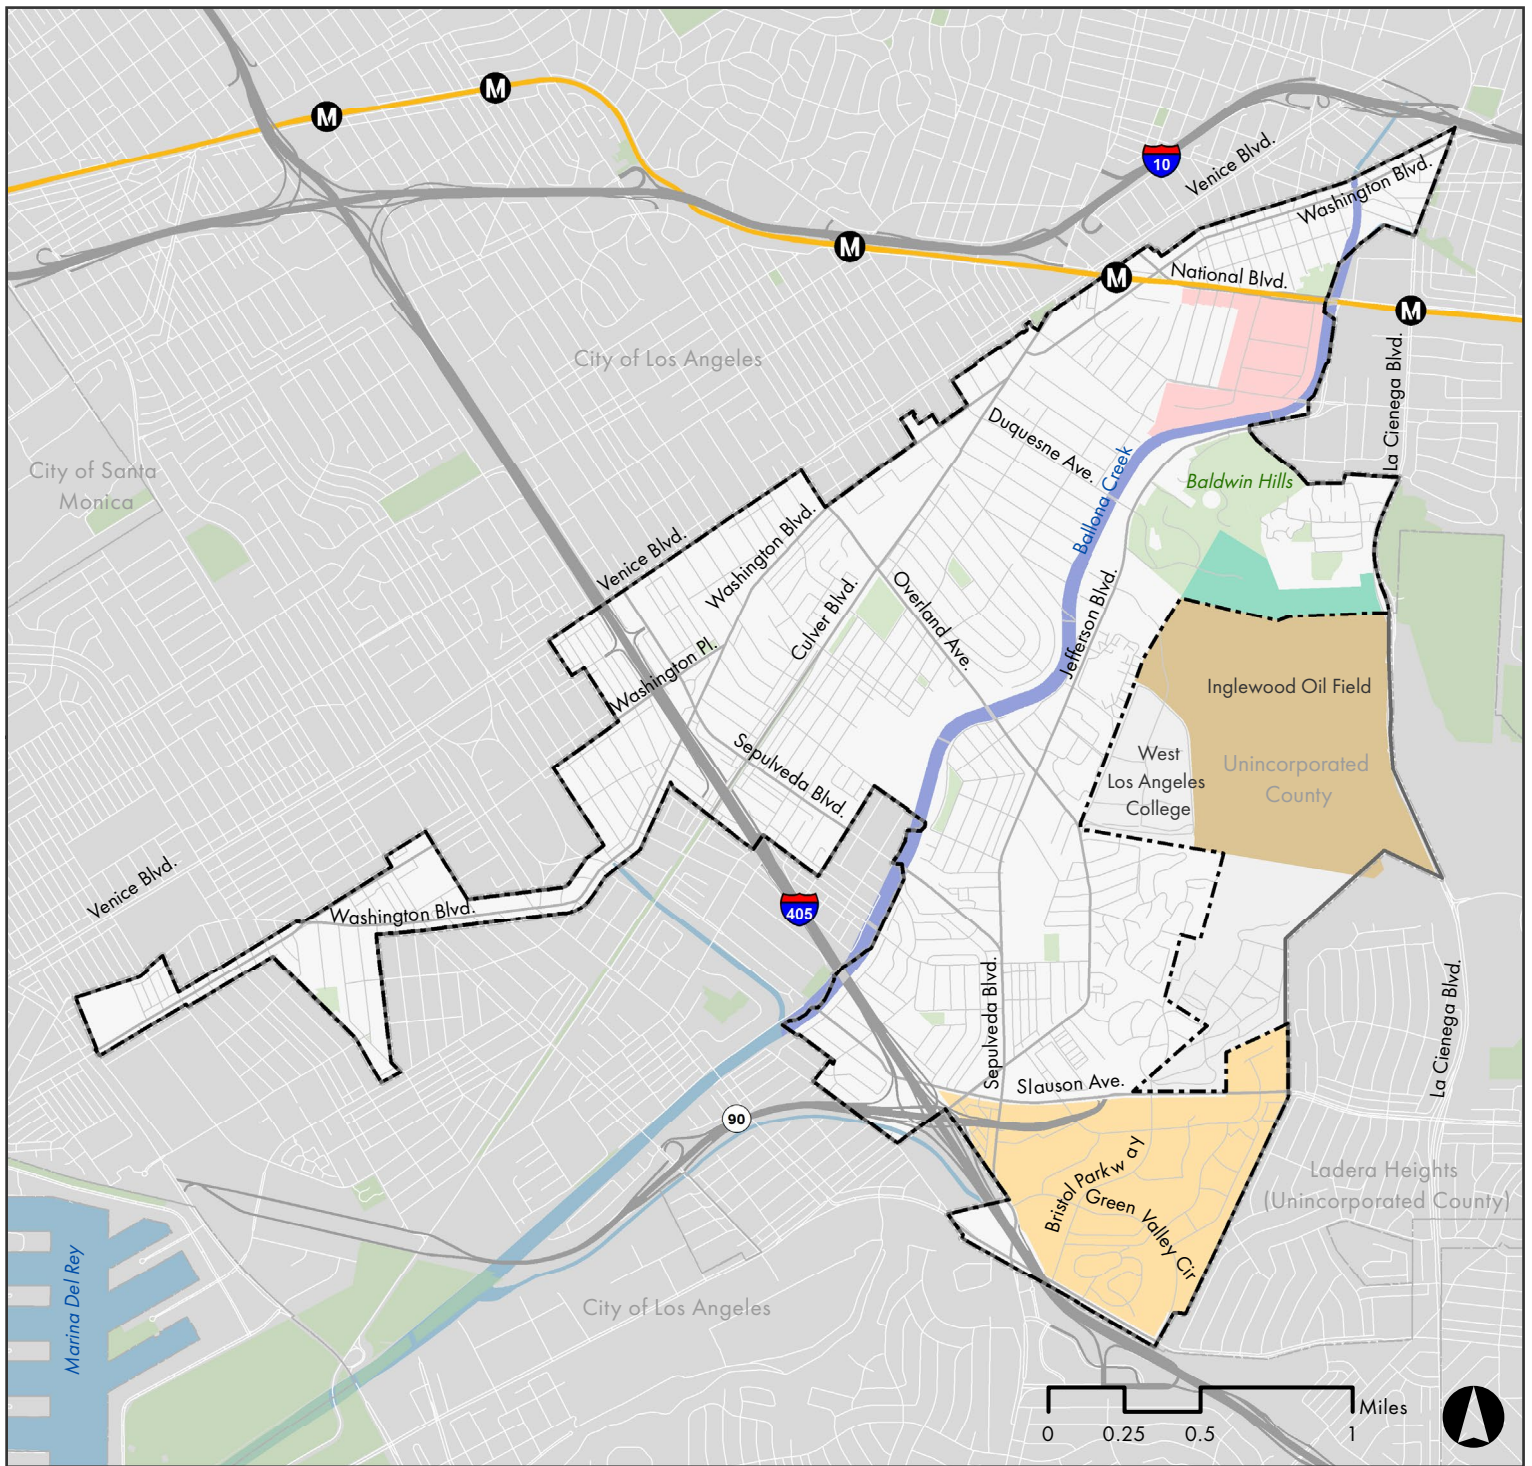 M
M
10
Venice Blvd.
Washington Blvd.
M
M
National Blvd.
M
City of Los Angeles
La Cienega Blvd.
Duquesne Ave.
City of Santa
Monica
Ballona Creek
Baldwin Hills
Venice Blvd.
Washington Blvd.
Culver Blvd.
Overland Ave.
Jefferson Blvd.
Washington Pl.
Inglewood Oil Field
Sepulveda Blvd.
West
Los Angeles
College
Unincorporated
County
Venice Blvd.
Washington Blvd.
405
Sepulveda Blvd.
La Cienega Blvd.
Slauson Ave.
90
Bristol Parkway
Green Valley Cir
Ladera Heights
(Unincorporated County)
Marina Del Rey
City of Los Angeles
Miles
0 0.25 0.5 1